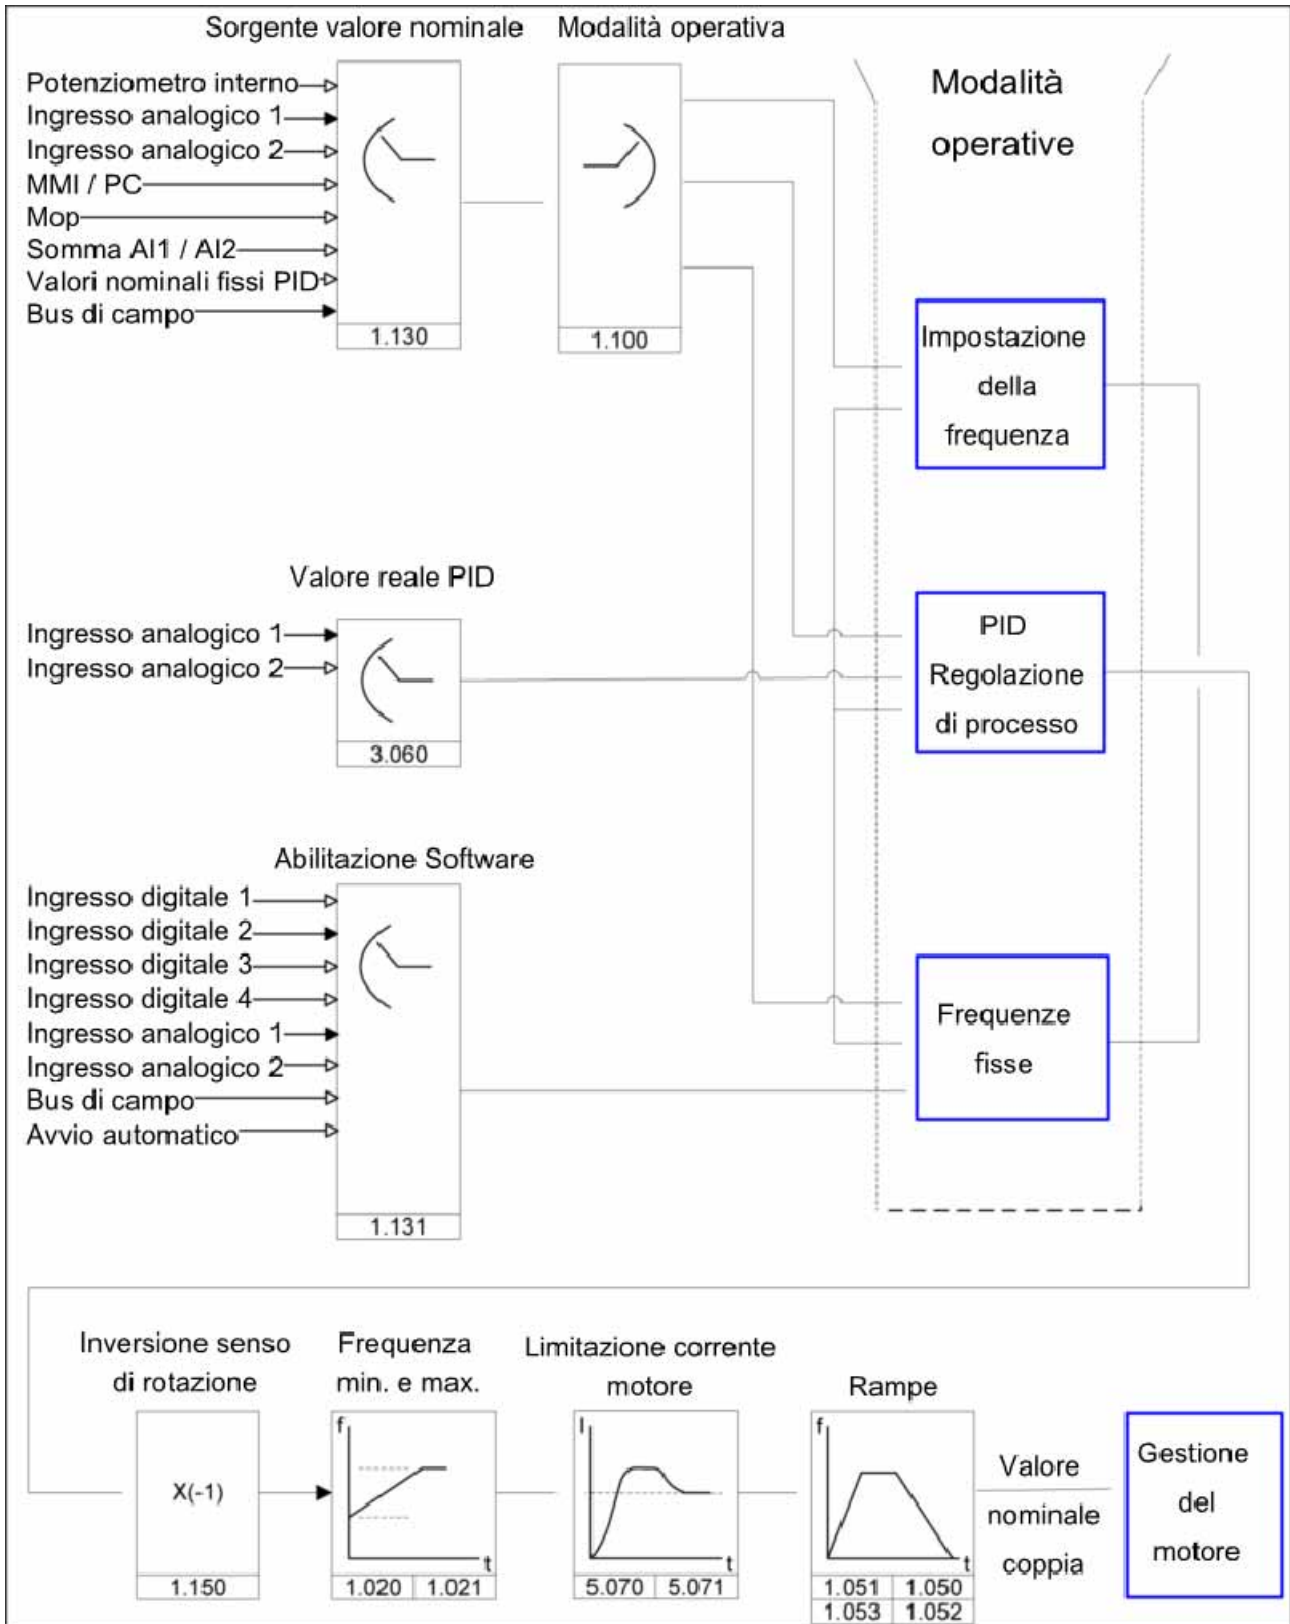 Sorgente valore nominale
Modalità operativa
Potenziometro interno
Ingresso analogico 1
Ingresso analogico 2
MMI / PC
Mop
Somma AI1 / AI2
Valori nominali fissi PID
Bus di campo
1.130
1.100
Modalità
operative
Impostazione
della
frequenza
Valore reale PID
Ingresso analogico 1
Ingresso analogico 2
3.060
PID
Regolazione
di processo
Abilitazione Software
Ingresso digitale 1
Ingresso digitale 2
Ingresso digitale 3
Ingresso digitale 4
Ingresso analogico 1
Ingresso analogico 2
Bus di campo
Avvio automatico
1.131
Frequenze
fisse
Inversione senso
di rotazione
X(-1)
1.150
Frequenza
min. e max.
f
t
1.020 1.021
Limitazione corrente
motore
I
t
5.070 5.071
Rampe
f
t
1.051 1.050
1.053 1.052
Valore
nominale
coppia
Gestione
del
motore